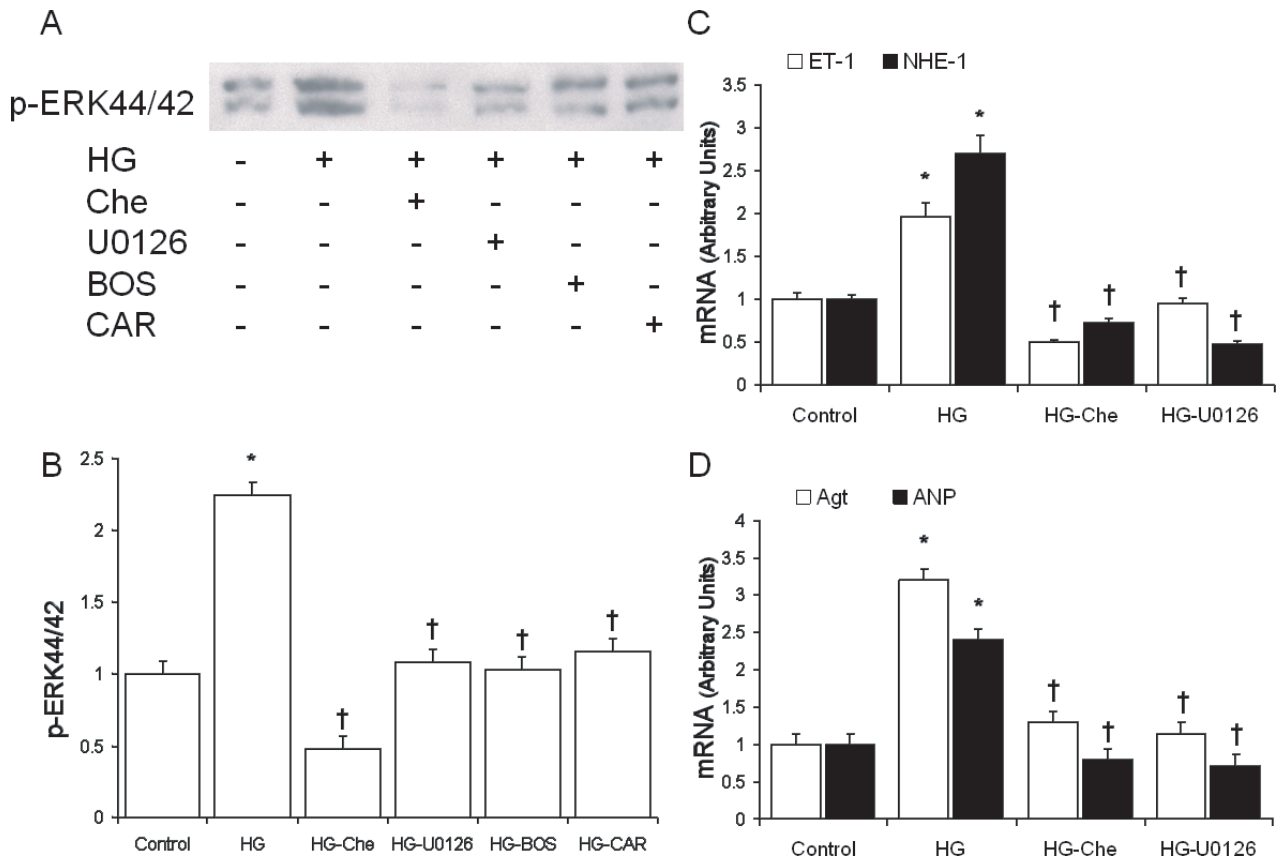 A
p-ERK44/42
HG - + + + + +
Che - - + - - -
U0126 - - - + - -
BOS - - - - + -
CAR - - - - - +
B
p-ERK44/42
2.5
2
1.5
1
0.5
0
*
†
†
†
†
Control HG HG-Che HG-U0126 HG-BOS HG-CAR
C
ET-1 NHE-1
mRNA (Arbitrary Units)
3.5
3
2.5
2
1.5
1
0.5
0
*
*
†
†
†
†
Control HG HG-Che HG-U0126
D
Agt ANP
mRNA (Arbitrary Units)
4
3.5
3
2.5
2
1.5
1
0.5
0
*
*
†
†
†
†
Control HG HG-Che HG-U0126